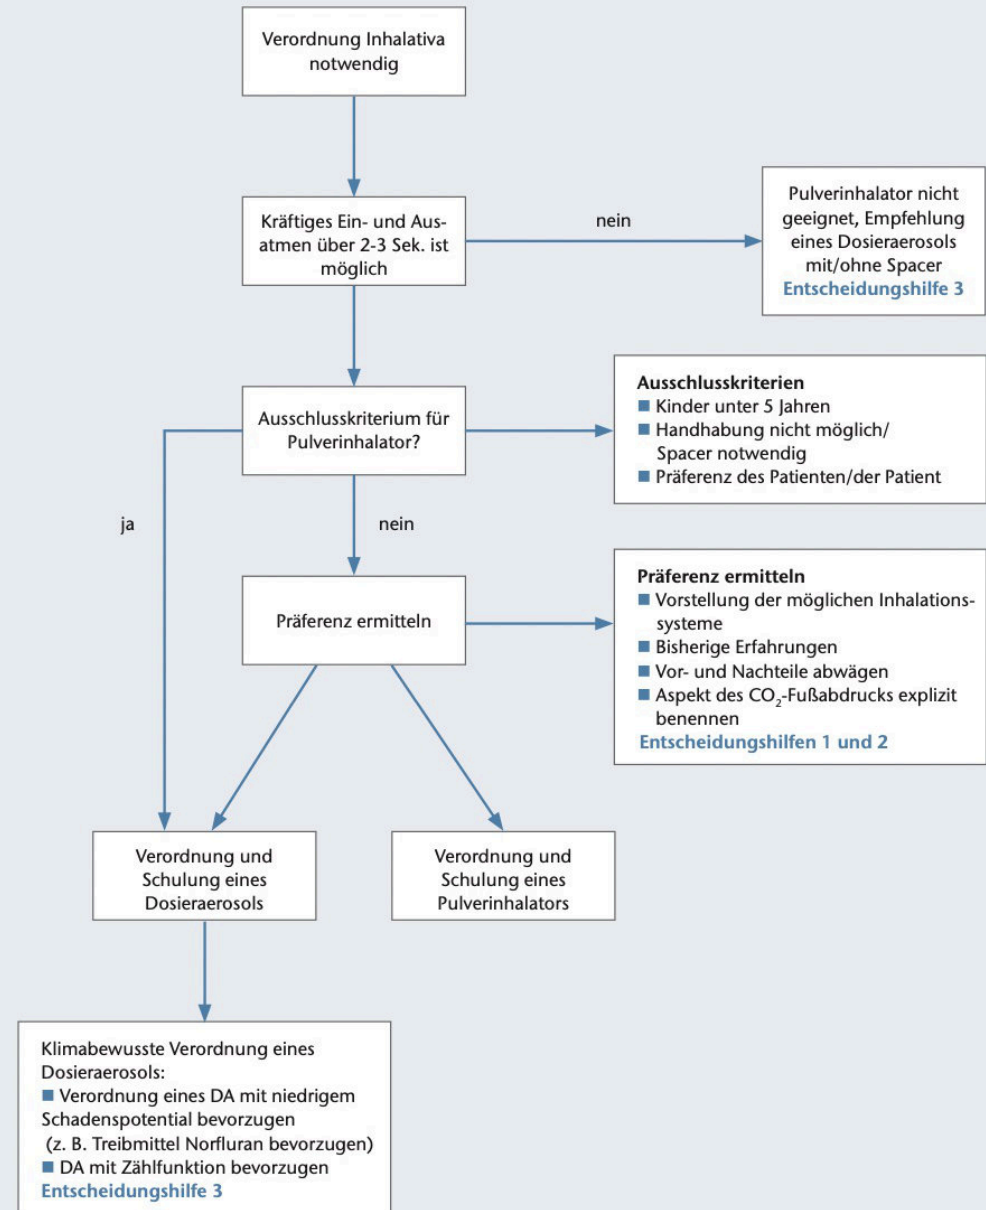 Verordnung Inhalativa
notwendig
Kräftiges Ein- und Aus-
atmen über 2-3 Sek. ist
möglich
nein
Pulverinhalator nicht
geeignet, Empfehlung
eines Dosieraerosols
mit/ohne Spacer
Entscheidungshilfe 3
Ausschlusskriterium für
Pulverinhalator?
Ausschlusskriterien
■ Kinder unter 5 Jahren
■ Handhabung nicht möglich/
Spacer notwendig
■ Präferenz des Patienten/der Patient
ja
nein
Präferenz ermitteln
Präferenz ermitteln
■ Vorstellung der möglichen Inhalations-
systeme
■ Bisherige Erfahrungen
■ Vor- und Nachteile abwägen
■ Aspekt des CO₂-Fußabdrucks explizit
benennen
Entscheidungshilfen 1 und 2
Verordnung und
Schulung eines
Dosieraerosols
Verordnung und
Schulung eines
Pulverinhalators
Klimabewusste Verordnung eines
Dosieraerosols:
■ Verordnung eines DA mit niedrigem
Schadenspotential bevorzugen
(z. B. Treibmittel Norfluran bevorzugen)
■ DA mit Zählfunktion bevorzugen
Entscheidungshilfe 3